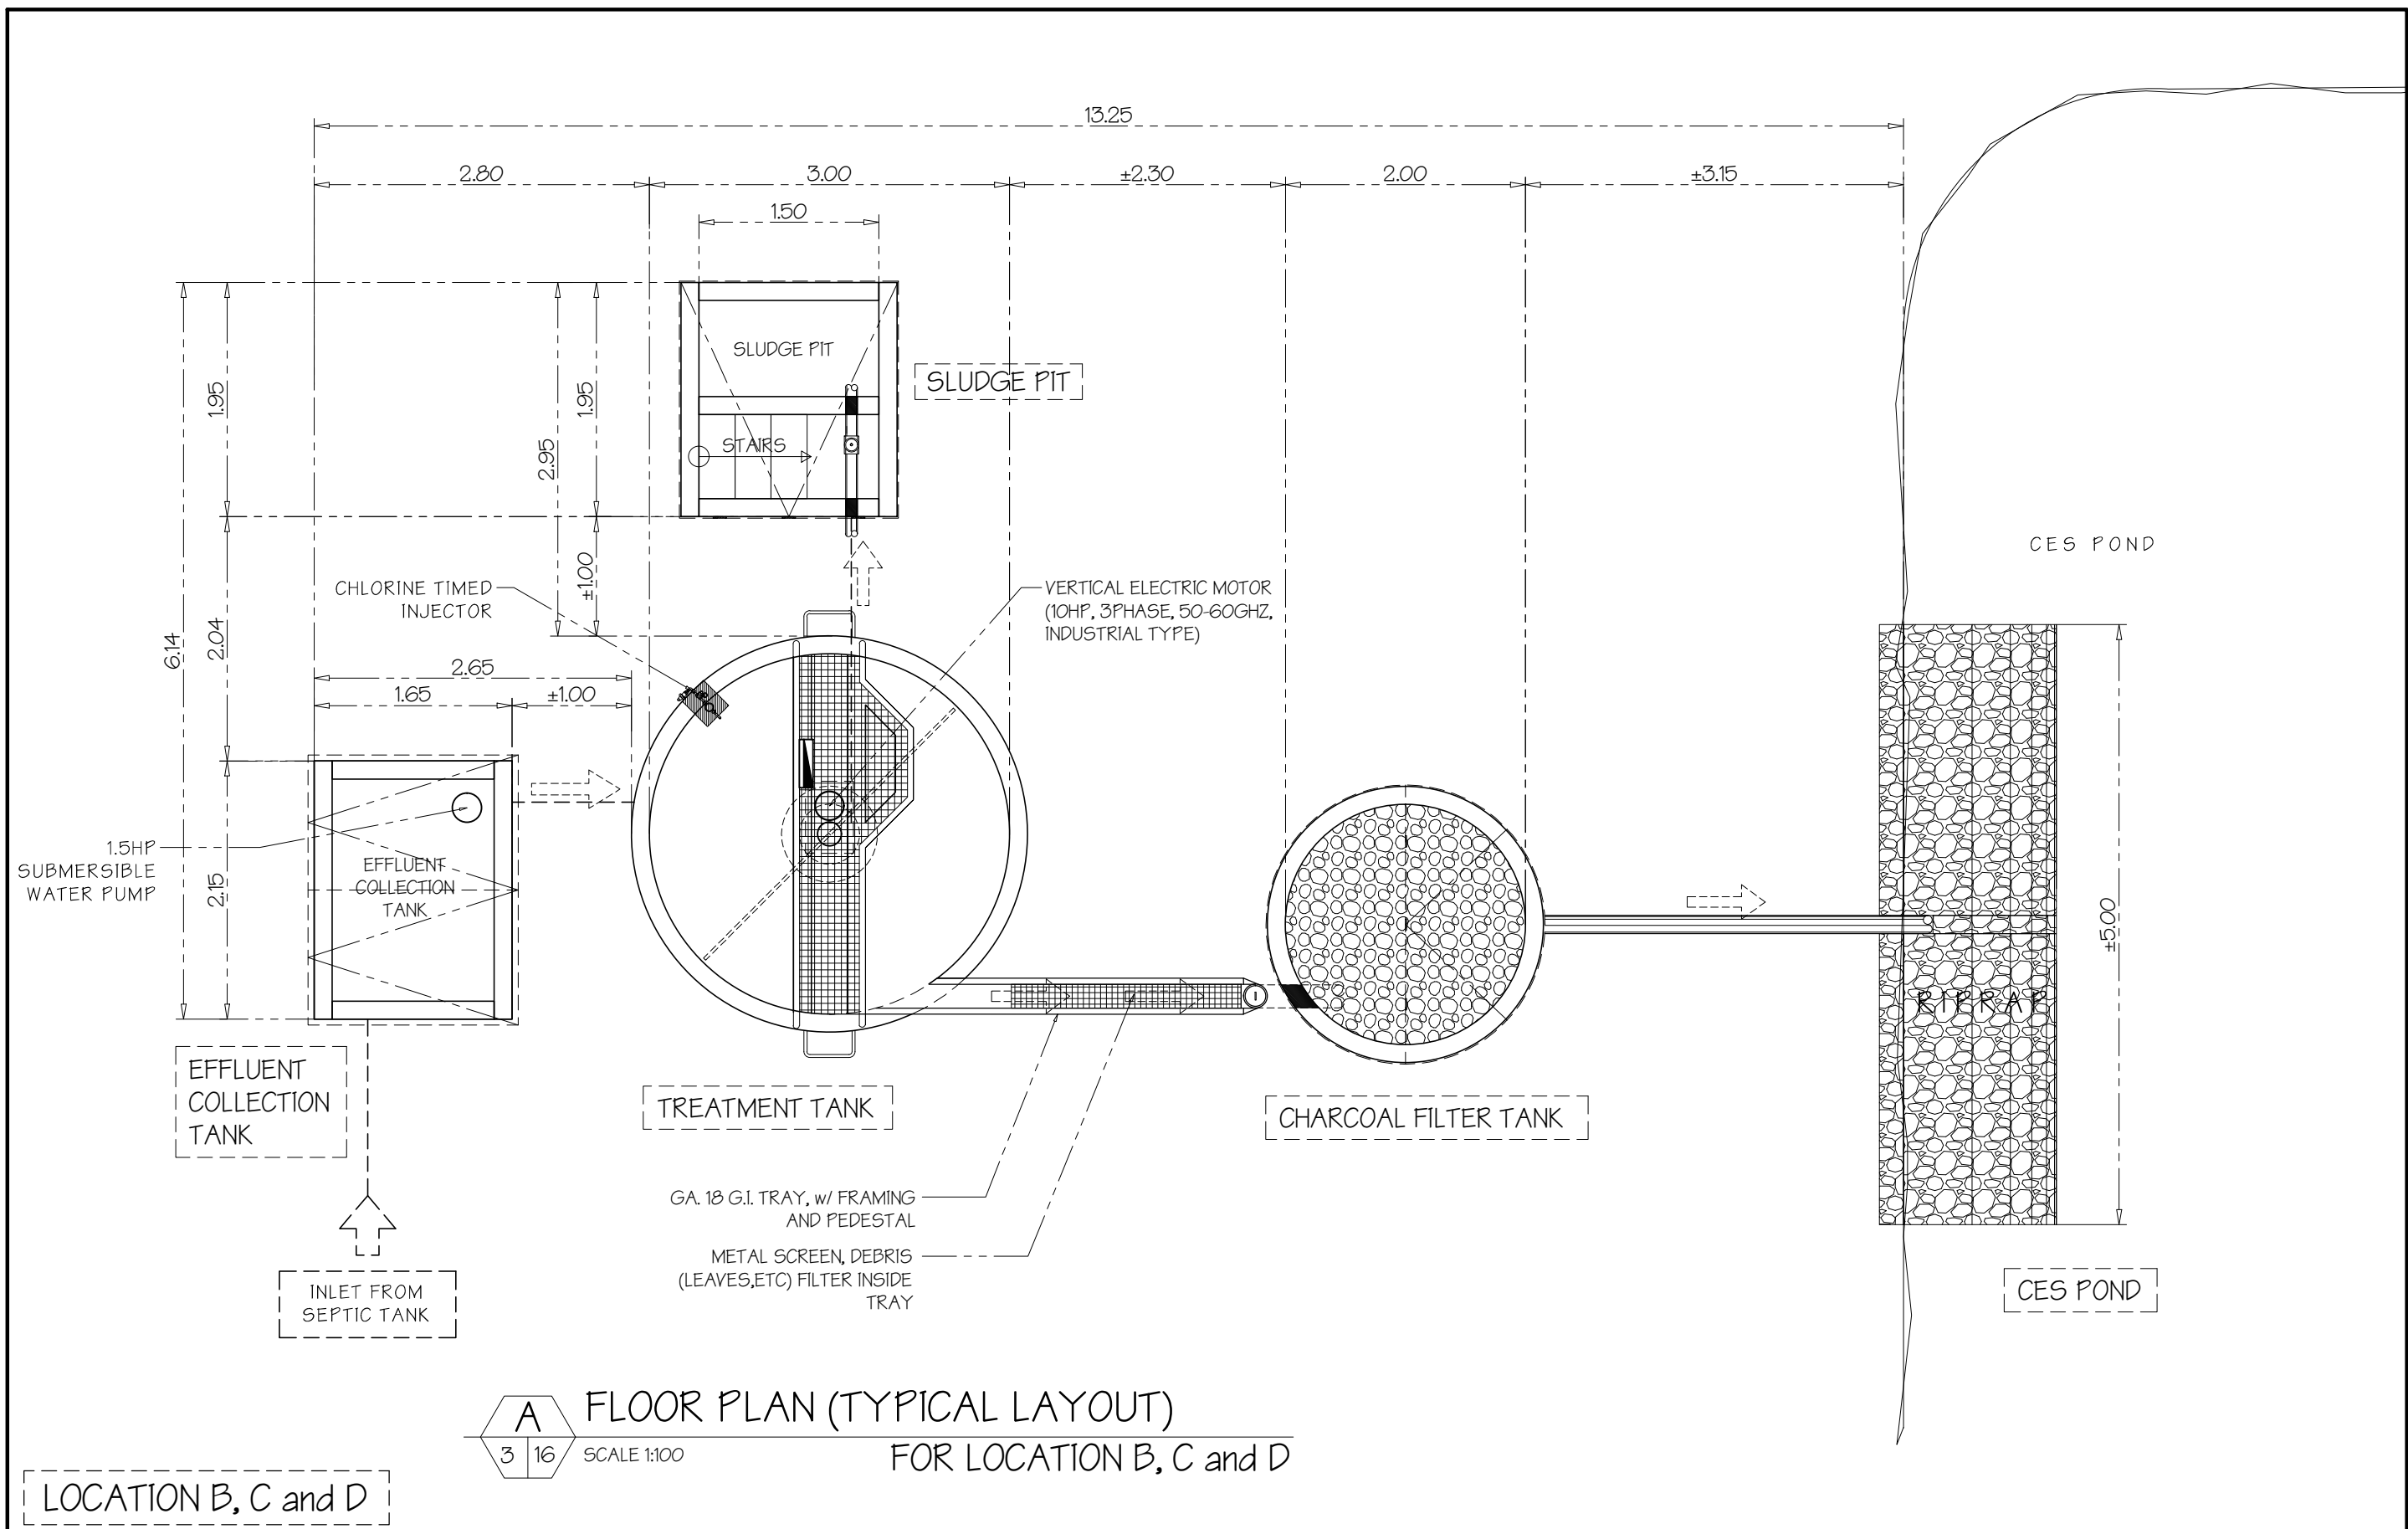 13.25
2.80
3.00
±2.30
2.00
±3.15
1.50
SLUDGE PIT
SLUDGE PIT
STAIRS
1.95
2.95
1.95
±1.00
6.14
2.04
2.15
CES POND
CHLORINE TIMED
INJECTOR
VERTICAL ELECTRIC MOTOR
(10HP, 3PHASE, 50-60GHZ,
INDUSTRIAL TYPE)
2.65
1.65
±1.00
1.5HP
SUBMERSIBLE
WATER PUMP
EFFLUENT
COLLECTION
TANK
±5.00
RIPRAP
EFFLUENT
COLLECTION
TANK
TREATMENT TANK
CHARCOAL FILTER TANK
GA. 18 G.I. TRAY, w/ FRAMING
AND PEDESTAL
METAL SCREEN, DEBRIS
(LEAVES,ETC) FILTER INSIDE
TRAY
INLET FROM
SEPTIC TANK
CES POND
A
3 16
FLOOR PLAN (TYPICAL LAYOUT)
SCALE 1:100
FOR LOCATION B, C and D
LOCATION B, C and D